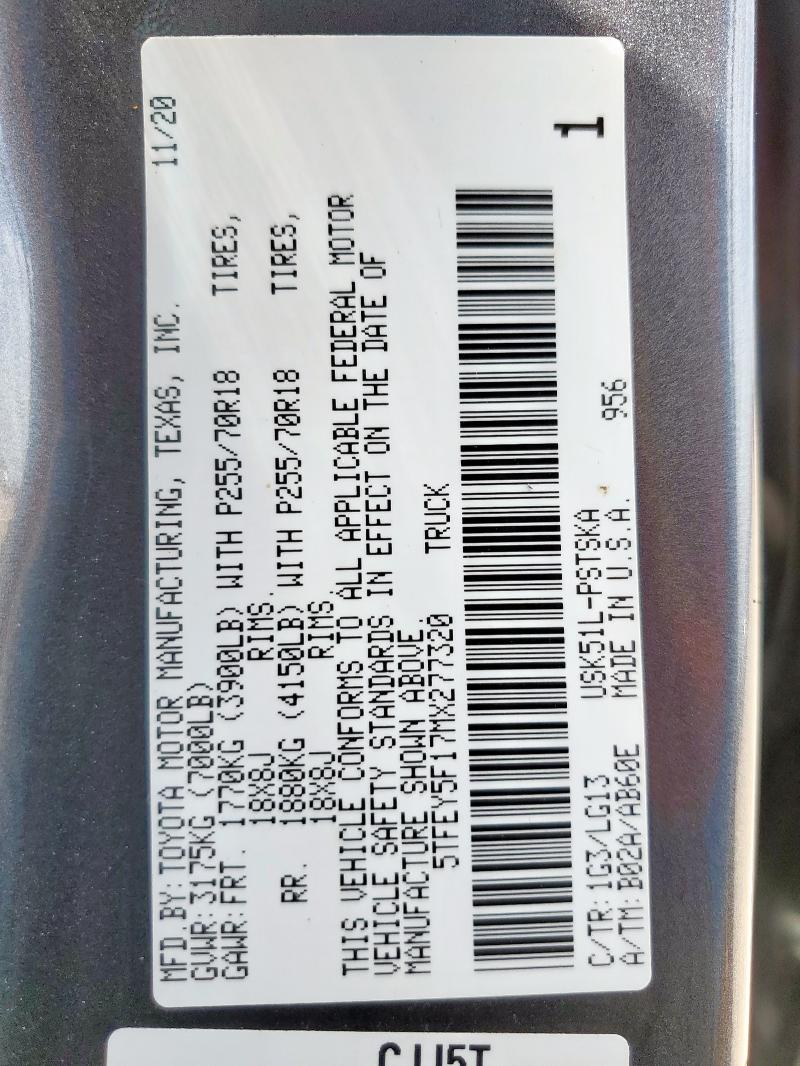 MFD.BY:TOYOTA MOTOR MANUFACTURING, TEXAS, INC. 11/20
GVWR:3175KG (7000LB)
GAWR:FRT. 1770KG (3900LB) WITH P255/70R18 TIRES,
18X8J RIMS.
RR. 1880KG (4150LB) WITH P255/70R18 TIRES,
18X8J RIMS.
THIS VEHICLE CONFORMS TO ALL APPLICABLE FEDERAL MOTOR
VEHICLE SAFETY STANDARDS IN EFFECT ON THE DATE OF
MANUFACTURE SHOWN ABOVE.
5TFEY5F17MX277320 TRUCK
1
C/TR:1G3/LG13 USK51L-PSTSKA
A/TM:B02A/AB60E MADE IN U.S.A. 956